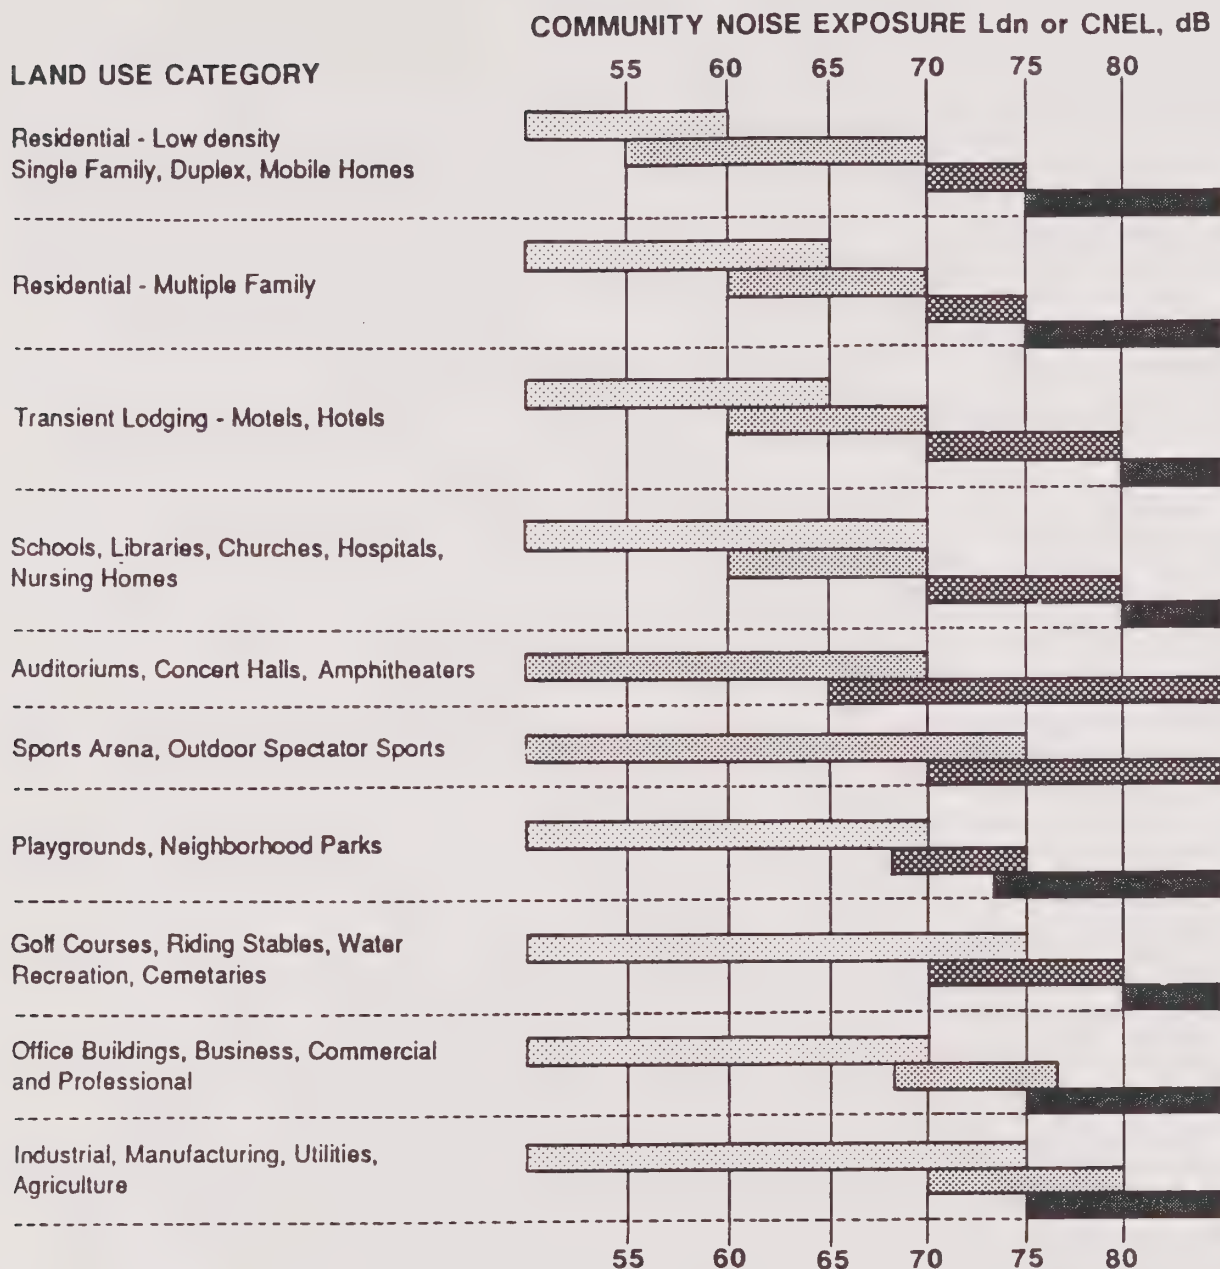 COMMUNITY NOISE EXPOSURE Ldn or CNEL, dB
LAND USE CATEGORY
55 60 65 70 75 80
Residential - Low density
Single Family, Duplex, Mobile Homes
Residential - Multiple Family
Transient Lodging - Motels, Hotels
Schools, Libraries, Churches, Hospitals,
Nursing Homes
Auditoriums, Concert Halls, Amphitheaters
Sports Arena, Outdoor Spectator Sports
Playgrounds, Neighborhood Parks
Golf Courses, Riding Stables, Water
Recreation, Cemetaries
Office Buildings, Business, Commercial
and Professional
Industrial, Manufacturing, Utilities,
Agriculture
55 60 65 70 75 80